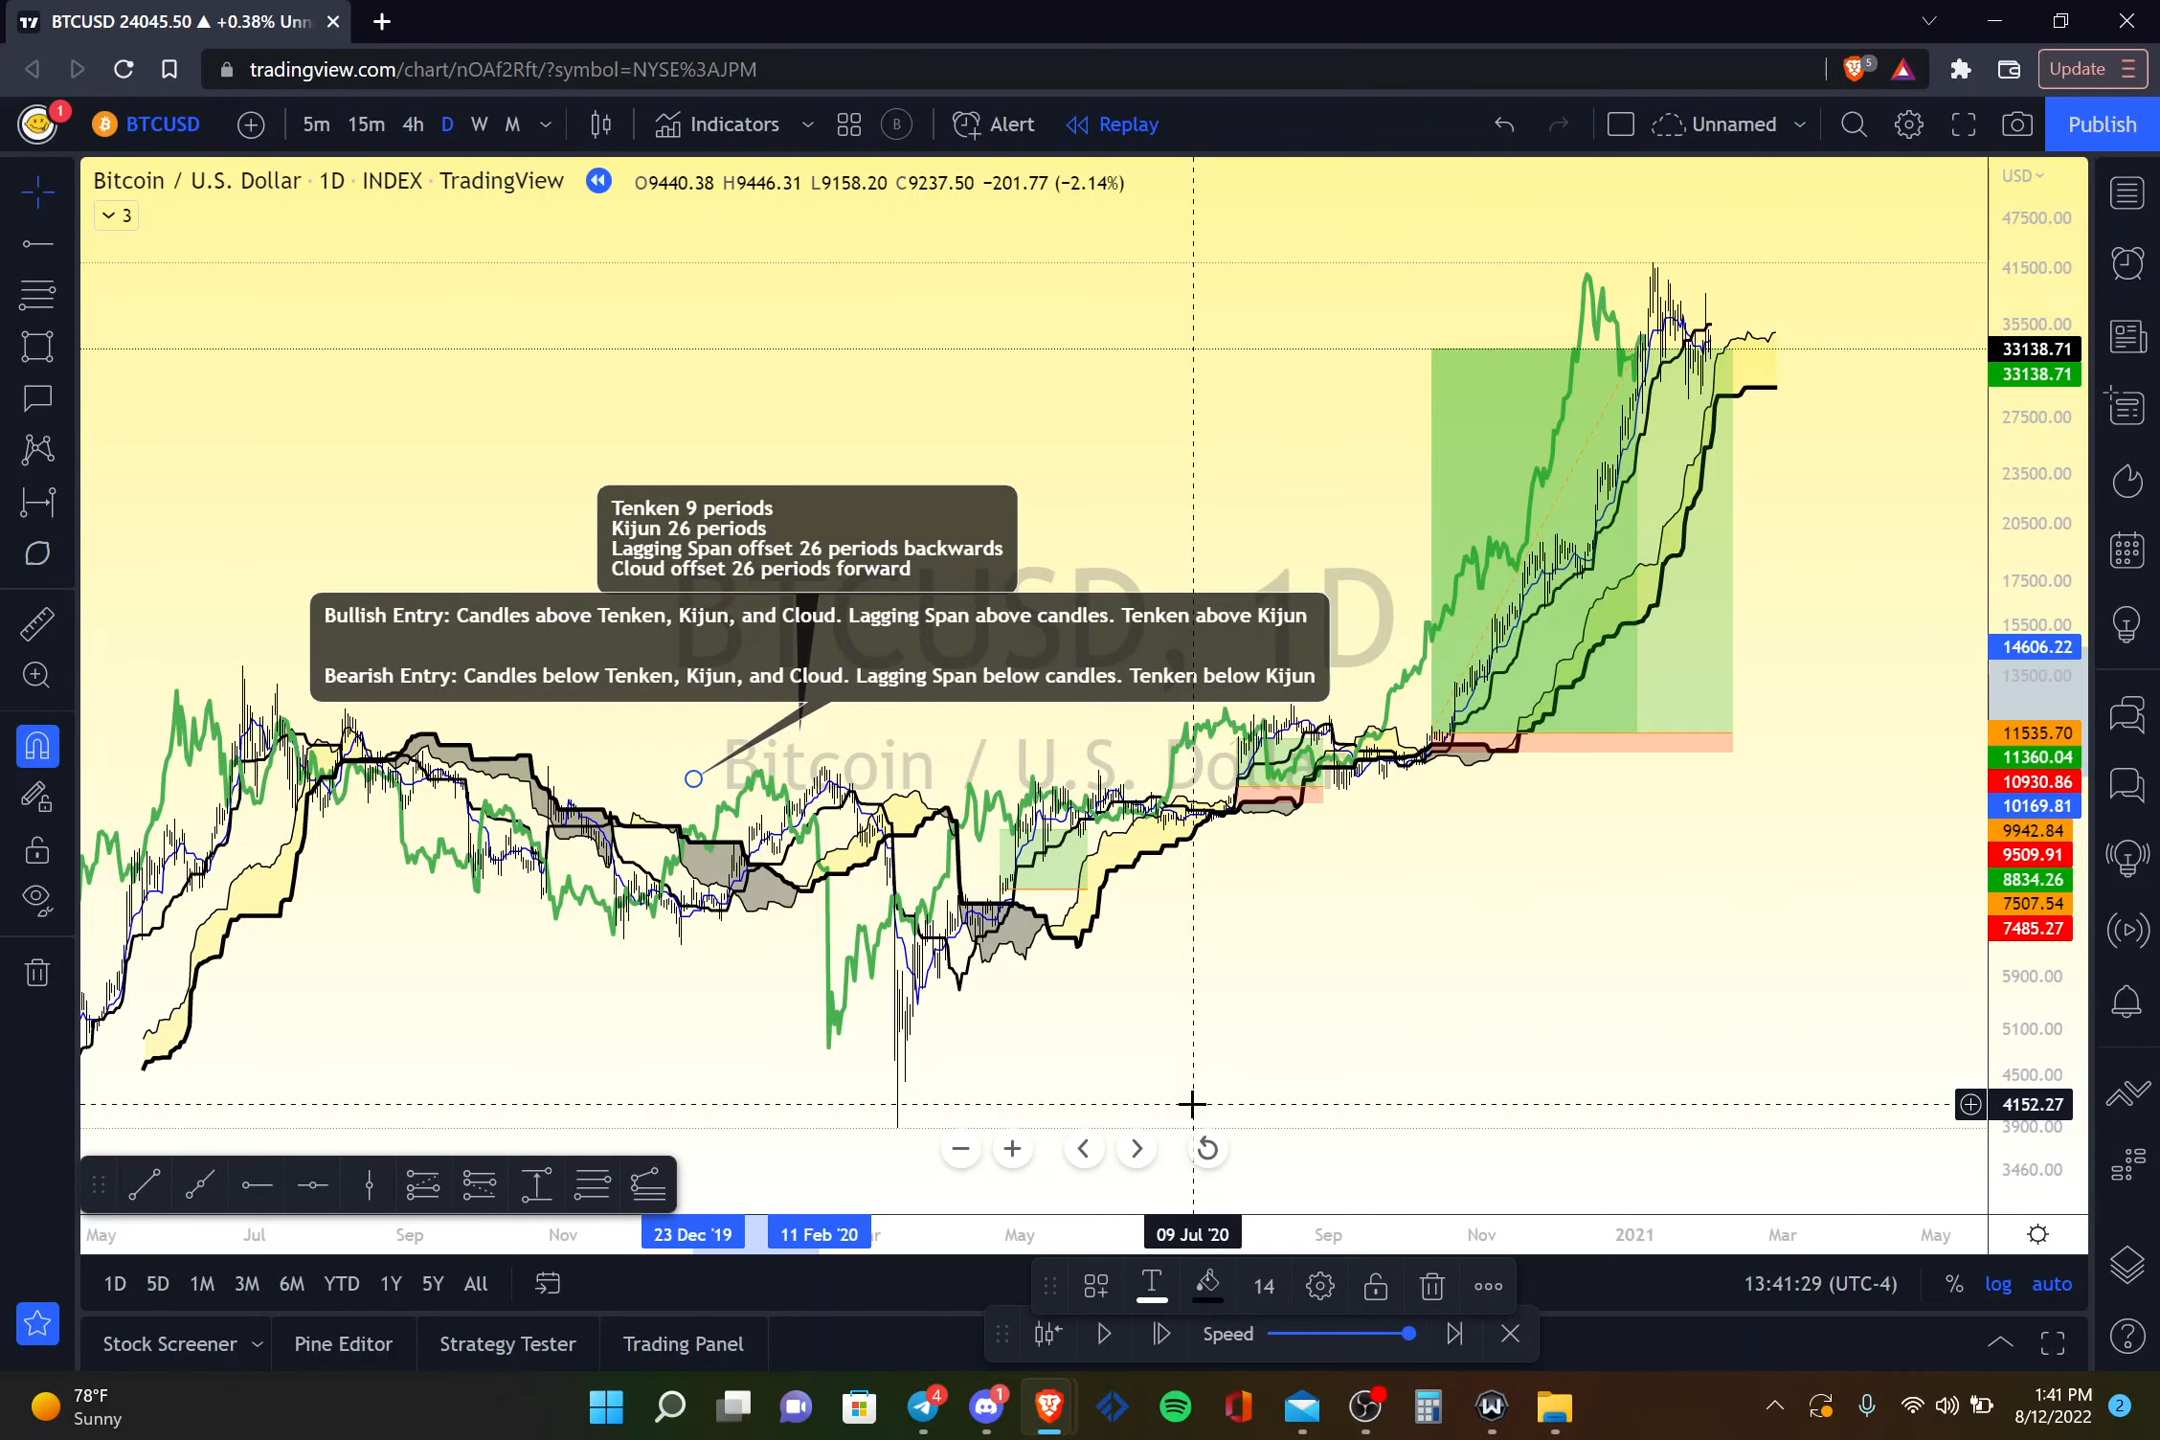 BTCUSD 24045.50 ▲ +0.38% Unn
tradingview.com/chart/nOAf2Rft/?symbol=NYSE%3AJPM
5
Update
1
BTCUSD
5m 15m 4h D W M
Indicators
B
Alert
Replay
Unnamed
Publish
Bitcoin / U.S. Dollar · 1D · INDEX · TradingView
O9440.38 H9446.31 L9158.20 C9237.50 −201.77 (−2.14%)
3
USD
47500.00
41500.00
35500.00
33138.71
33138.71
27500.00
23500.00
20500.00
17500.00
15500.00
14606.22
13500.00
11535.70
11360.04
10930.86
10169.81
9942.84
9509.91
8834.26
7507.54
7485.27
5900.00
5100.00
4500.00
4152.27
3900.00
3460.00
BTCUSD, 1D
Bitcoin / U.S. Dollar
Tenken 9 periods
Kijun 26 periods
Lagging Span offset 26 periods backwards
Cloud offset 26 periods forward
Bullish Entry: Candles above Tenken, Kijun, and Cloud. Lagging Span above candles. Tenken above Kijun
Bearish Entry: Candles below Tenken, Kijun, and Cloud. Lagging Span below candles. Tenken below Kijun
May Jul Sep Nov 23 Dec '19 11 Feb '20 ar May 09 Jul '20 Sep Nov 2021 Mar May
1D 5D 1M 3M 6M YTD 1Y 5Y All
T
14
13:41:29 (UTC-4)
% log auto
Stock Screener
Pine Editor
Strategy Tester
Trading Panel
Speed
78°F
Sunny
4
1
1:41 PM
8/12/2022
2